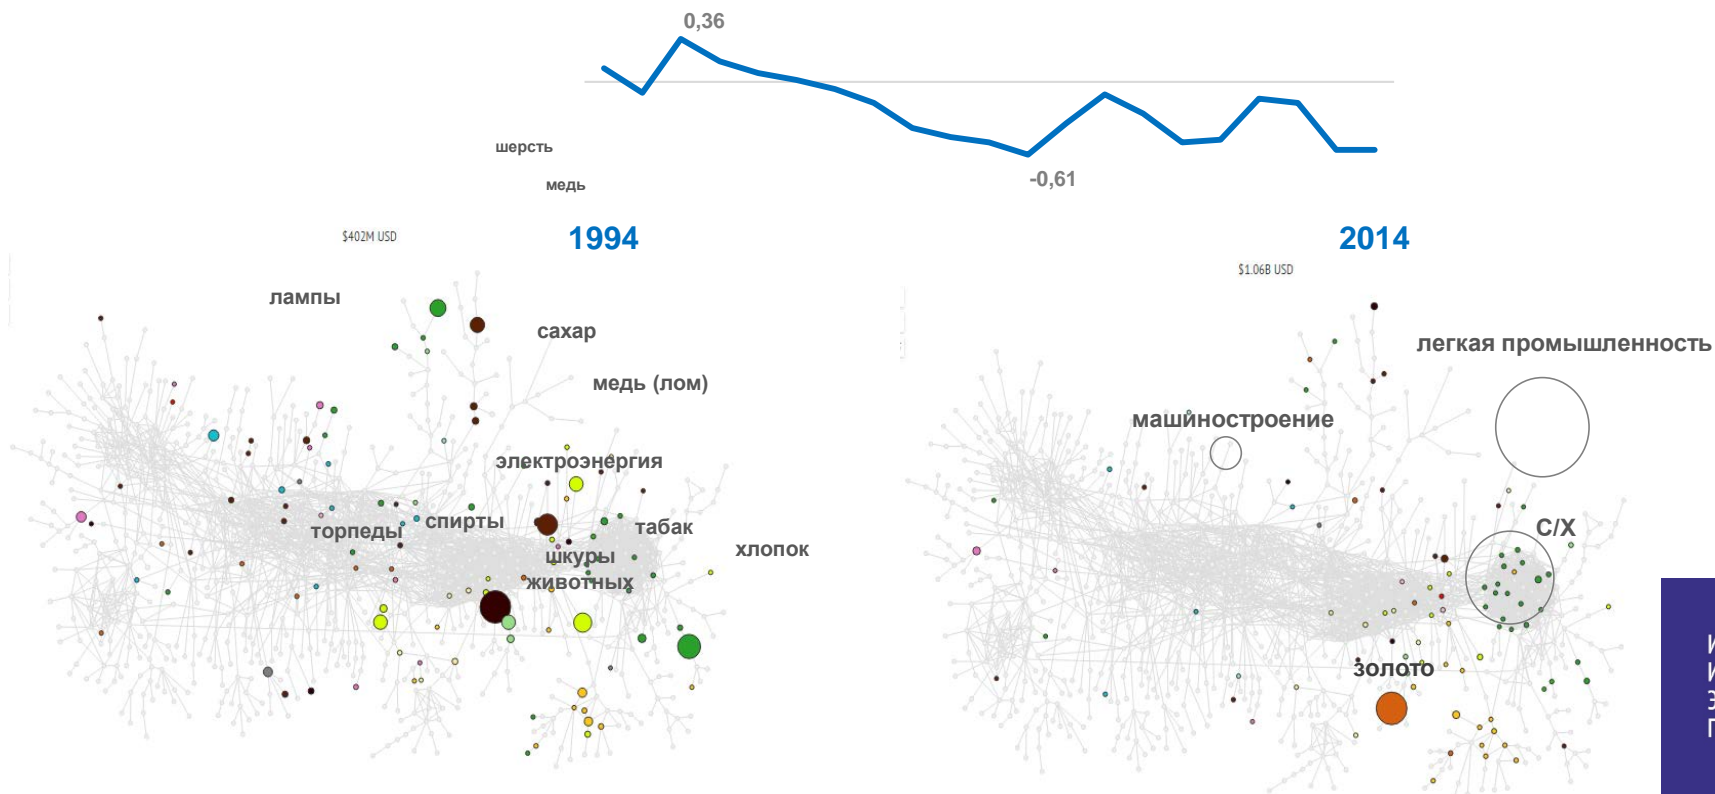 0,36
шерсть
медь
-0,61
$402M USD
1994
2014
$1.06B USD
лампы
сахар
легкая промышленность
медь (лом)
машиностроение
электроэнергия
торпеды
спирты
табак
С/Х
шкуры
животных
хлопок
золото